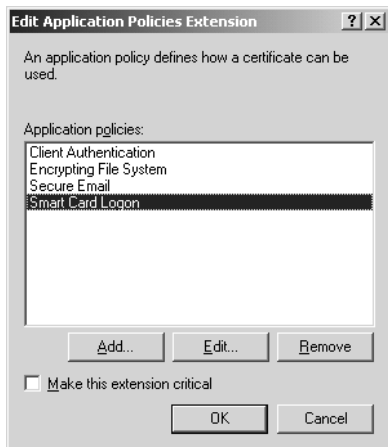 Edit Application Policies Extension
An application policy defines how a certificate can be
used.
Application policies:
Client Authentication
Encrypting File System
Secure Email
Smart Card Logon
Add... Edit... Remove
Make this extension critical
OK Cancel